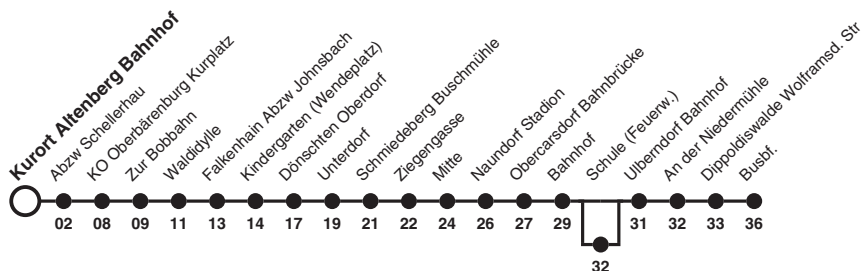 Kurort Altenberg Bahnhof
Abzw Schellerhau
KO Oberbärenburg Kurplatz
Zur Bobbahn
Waldidylle
Falkenhain Abzw Johnsbach
Kindergarten (Wendeplatz)
Dönschten Oberdorf
Unterdorf
Schmiedeberg Buschmühle
Ziegengasse
Mitte
Naundorf Stadion
Obercarsdorf Bahnbrücke
Bahnhof
Schule (Feuerw.)
Ulberndorf Bahnhof
An der Niedermühle
Dippoldiswalde Wolframsd. Str
Busbf.
02 08 09 11 13 14 17 19 21 22 24 26 27 29 31 32 33 36
32